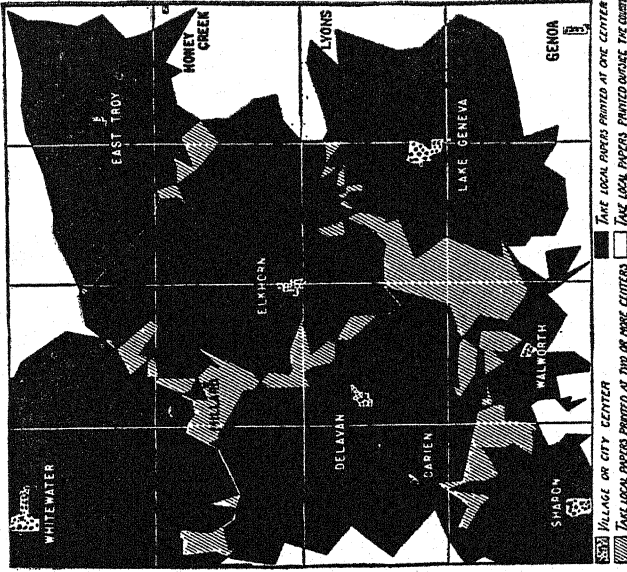 WHITEWATER
EAST TROY
HONEY
CREEK
ELKHORN
LYONS
DELAVAN
DARIEN
LAKE GENEVA
WALWORTH
SHARON
GENOA
VILLAGE OR CITY CENTER
TAKE LOCAL PAPERS PRINTED AT ONE CENTER
TAKE LOCAL PAPERS PRINTED AT TWO OR MORE CENTERS
TAKE LOCAL PAPERS PRINTED OUTSIDE THE COUNT